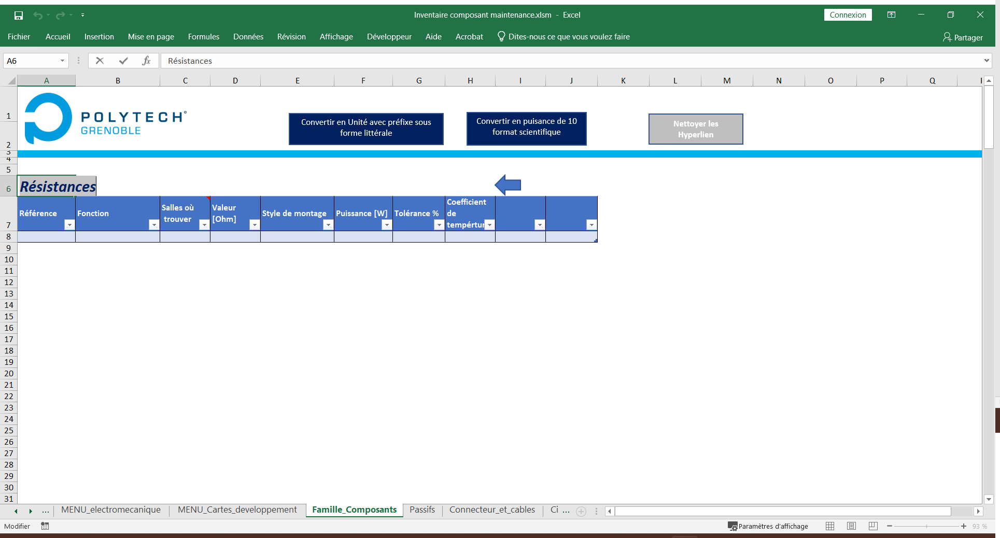 Inventaire composant maintenance.xlsm - Excel
Connexion
Fichier Accueil Insertion Mise en page Formules Données Révision Affichage Développeur Aide Acrobat Dites-nous ce que vous voulez faire
Partager
A6 fx Résistances
A B C D E F G H I J K L M N O P Q
1
2
3
4
5
6
7
8
9
10
11
12
13
14
15
16
17
18
19
20
21
22
23
24
25
26
27
28
29
30
31
POLYTECH
GRENOBLE
Convertir en Unité avec préfixe sous
forme littérale
Convertir en puisance de 10
format scientifique
Nettoyer les
Hyperlien
Résistances
Référence
Fonction
Salles où
trouver
Valeur
[Ohm]
Style de montage
Puissance [W]
Tolérance %
Coefficient
de
tempértur
... MENU_electromecanique MENU_Cartes_developpement Famille_Composants Passifs Connecteur_et_cables Ci ...
Modifier
Paramètres d'affichage
93 %